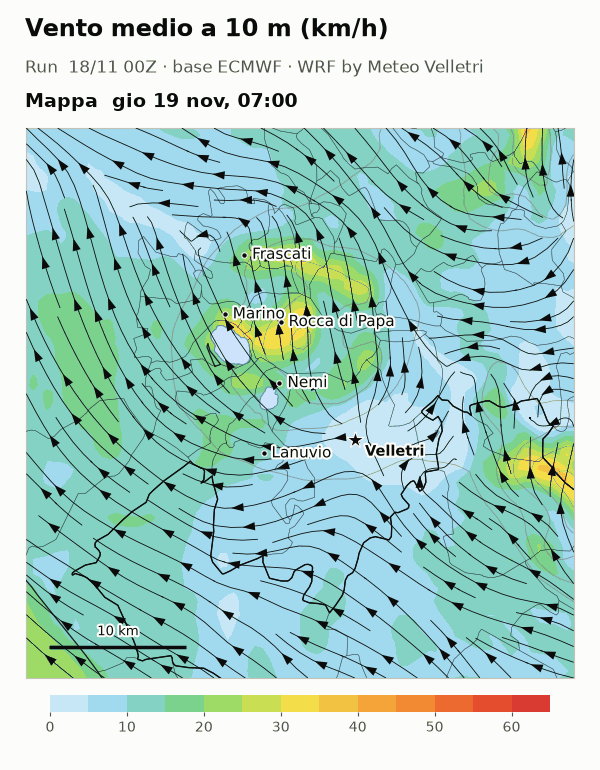 Vento medio a 10 m (km/h)
Run  18/11 00Z · base ECMWF · WRF by Meteo Velletri
Mappa  gio 19 nov, 07:00
Frascati
Marino
Rocca di Papa
Nemi
Lanuvio
Velletri
10 km
0 10 20 30 40 50 60